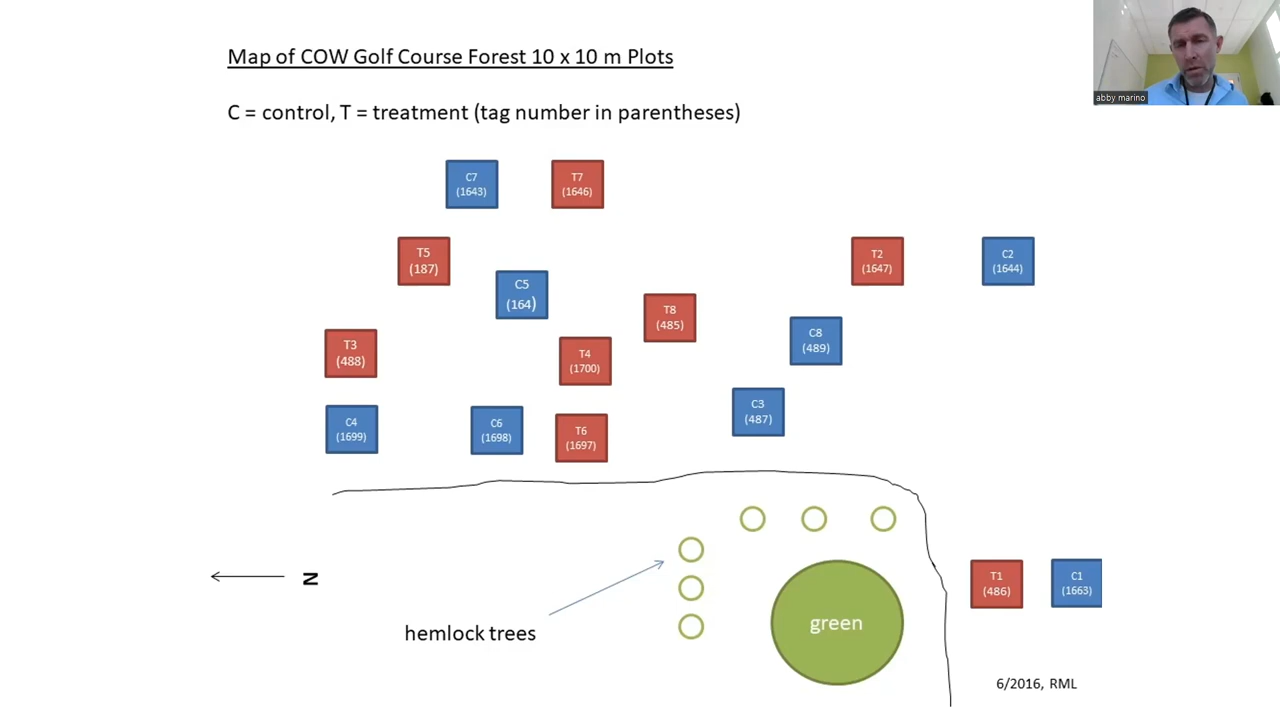 Map of COW Golf Course Forest 10 x 10 m Plots
abby marino
C = control, T = treatment (tag number in parentheses)
C7
(1643)
T7
(1646)
T5
(187)
C5
(164)
T2
(1647)
C2
(1644)
T8
(485)
C8
(489)
T3
(488)
T4
(1700)
C3
(487)
C4
(1699)
C6
(1698)
T6
(1697)
N
T1
(486)
C1
(1663)
hemlock trees
green
6/2016, RML